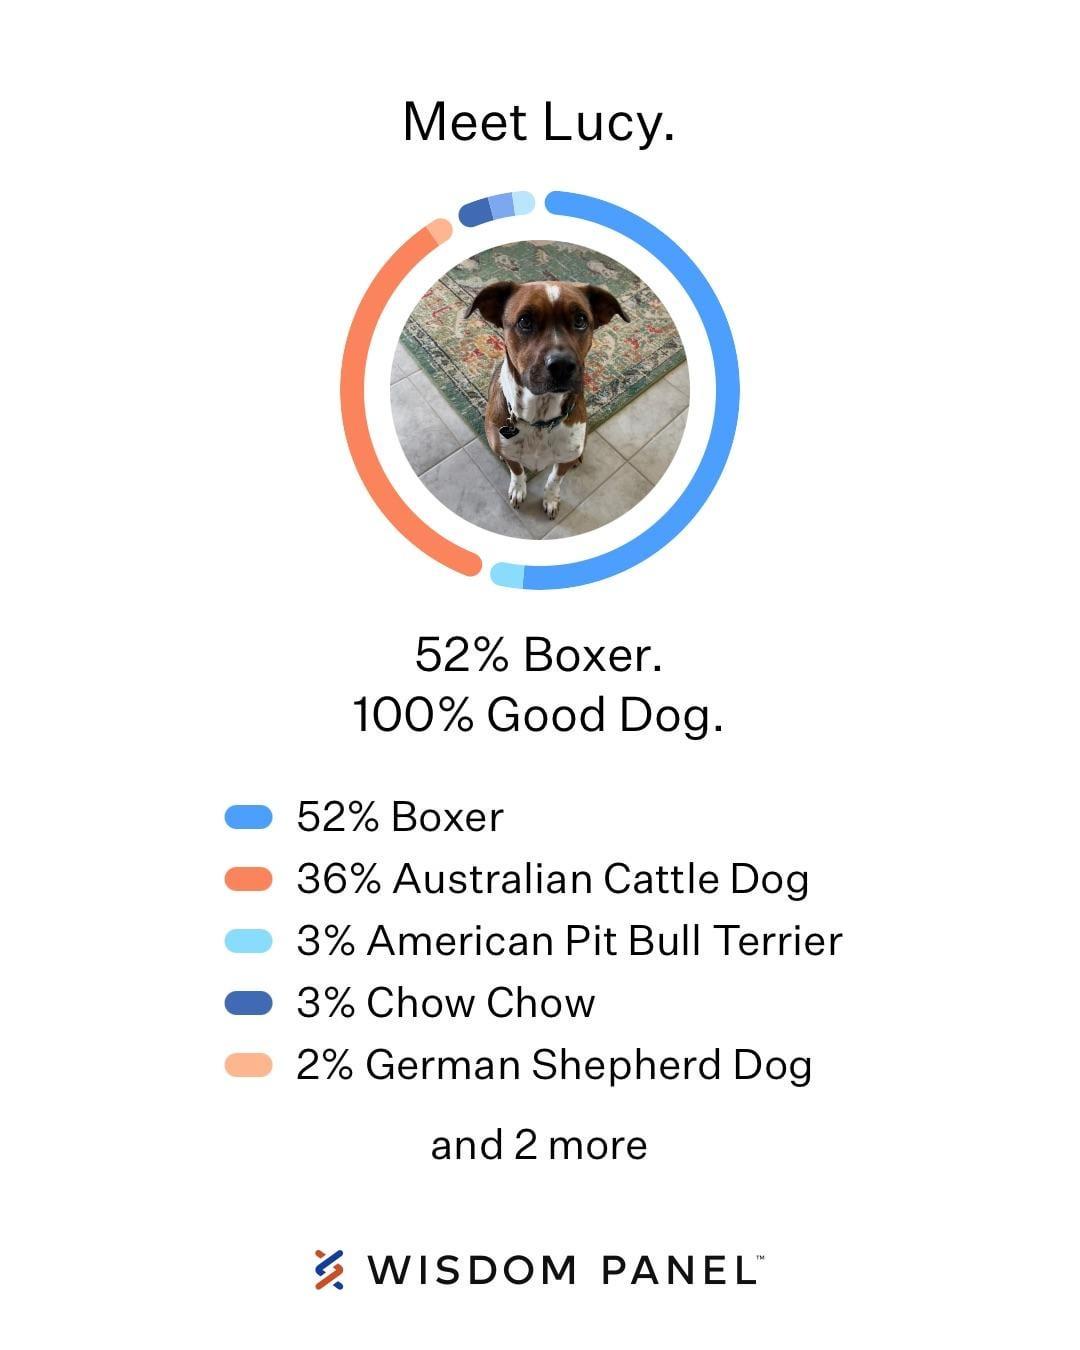 Meet Lucy.
52% Boxer.
100% Good Dog.
52% Boxer
36% Australian Cattle Dog
3% American Pit Bull Terrier
3% Chow Chow
2% German Shepherd Dog
and 2 more
WISDOM PANEL™